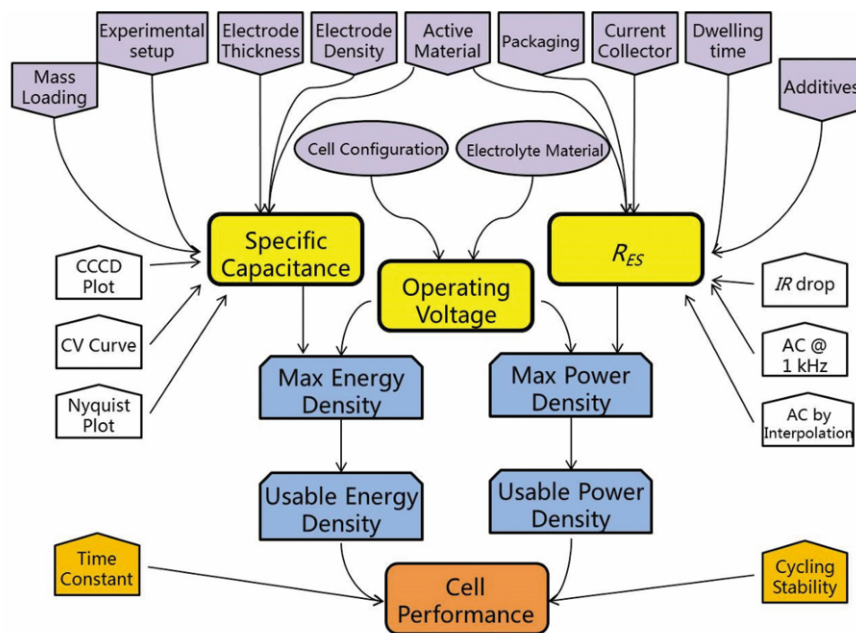 Mass
Loading
Experimental
setup
Electrode
Thickness
Electrode
Density
Active
Material
Packaging
Current
Collector
Dwelling
time
Additives
Cell Configuration
Electrolyte Material
Specific
Capacitance
Operating
Voltage
R_ES
CCCD
Plot
CV Curve
Nyquist
Plot
IR drop
AC @
1 kHz
AC by
Interpolation
Max Energy
Density
Max Power
Density
Usable Energy
Density
Usable Power
Density
Time
Constant
Cell
Performance
Cycling
Stability